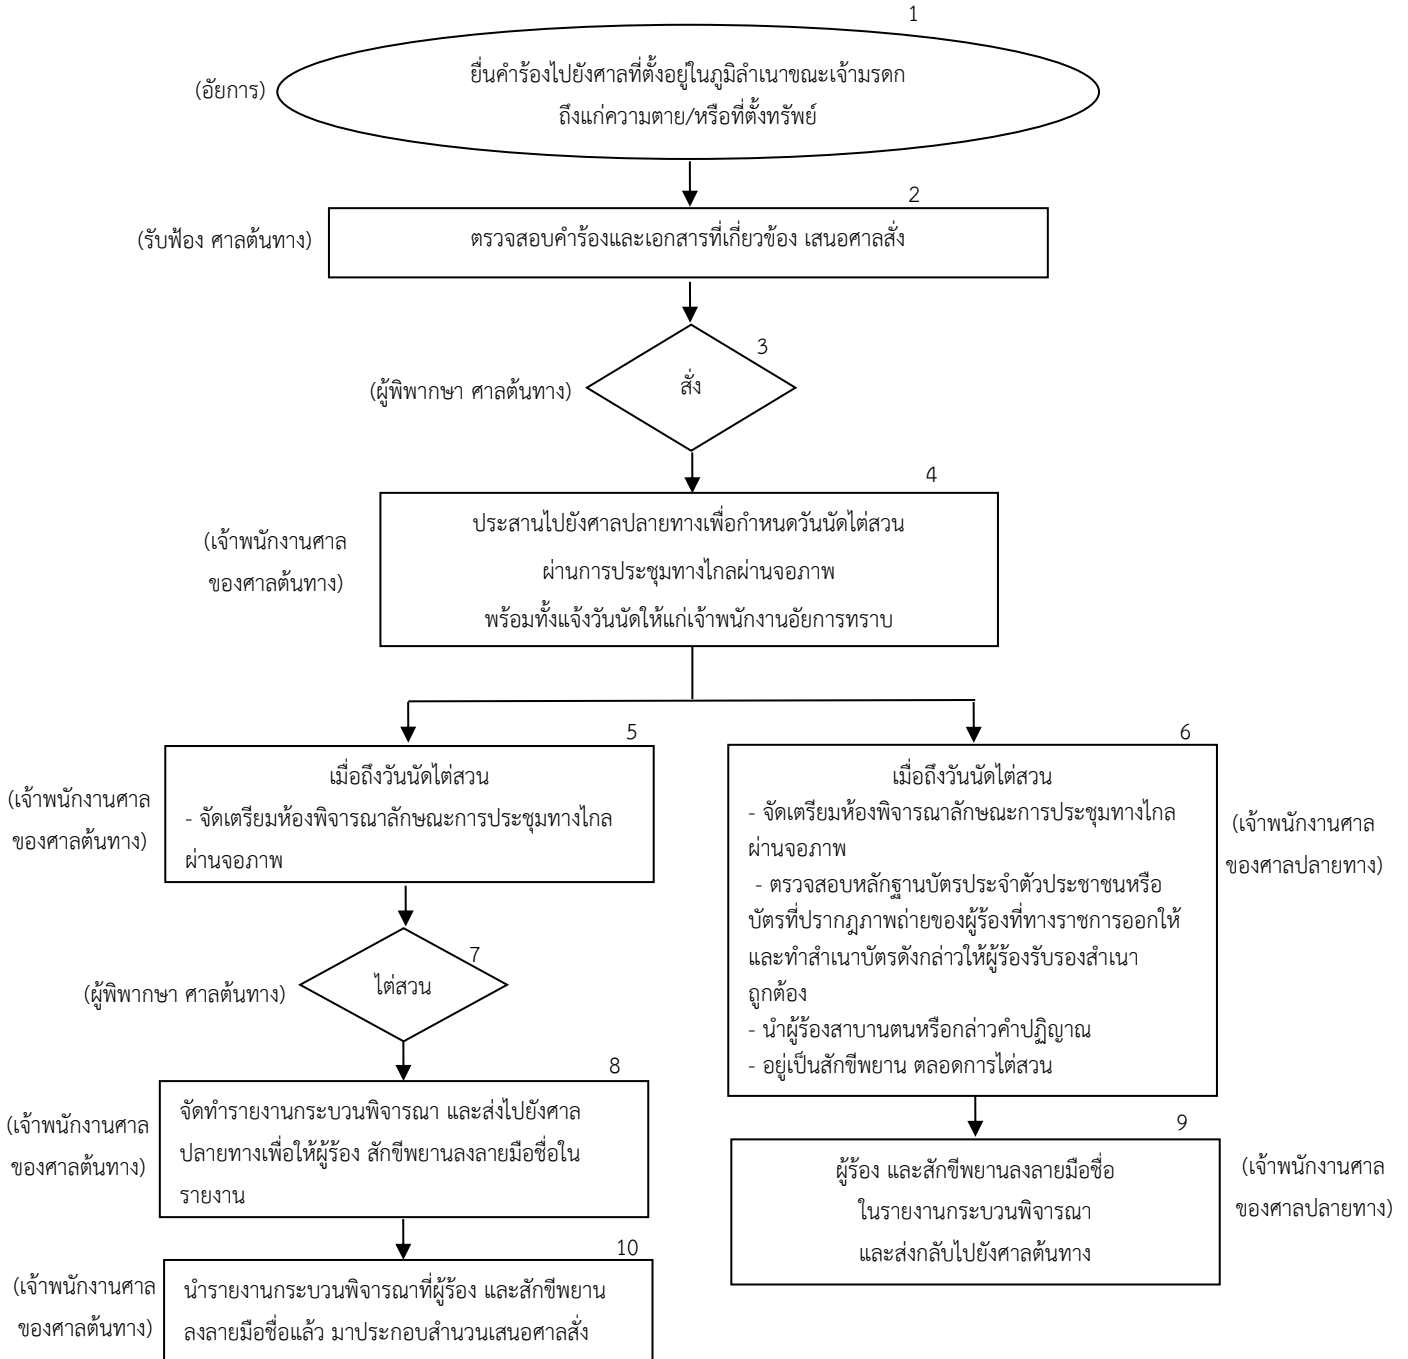 1
(อัยการ)
ยื่นคำร้องไปยังศาลที่ตั้งอยู่ในภูมิลำเนาขณะเจ้ามรดก
ถึงแก่ความตาย/หรือที่ตั้งทรัพย์
2
(รับฟ้อง ศาลต้นทาง)
ตรวจสอบคำร้องและเอกสารที่เกี่ยวข้อง เสนอศาลสั่ง
3
(ผู้พิพากษา ศาลต้นทาง)
สั่ง
4
(เจ้าพนักงานศาล
ของศาลต้นทาง)
ประสานไปยังศาลปลายทางเพื่อกำหนดวันนัดไต่สวน
ผ่านการประชุมทางไกลผ่านจอภาพ
พร้อมทั้งแจ้งวันนัดให้แก่เจ้าพนักงานอัยการทราบ
5
(เจ้าพนักงานศาล
ของศาลต้นทาง)
เมื่อถึงวันนัดไต่สวน
- จัดเตรียมห้องพิจารณาลักษณะการประชุมทางไกล
ผ่านจอภาพ
6
เมื่อถึงวันนัดไต่สวน
- จัดเตรียมห้องพิจารณาลักษณะการประชุมทางไกล
ผ่านจอภาพ
- ตรวจสอบหลักฐานบัตรประจำตัวประชาชนหรือ
บัตรที่ปรากฎภาพถ่ายของผู้ร้องที่ทางราชการออกให้
และทำสำเนาบัตรดังกล่าวให้ผู้ร้องรับรองสำเนา
ถูกต้อง
- นำผู้ร้องสาบานตนหรือกล่าวคำปฏิญาณ
- อยู่เป็นสักขีพยาน ตลอดการไต่สวน
(เจ้าพนักงานศาล
ของศาลปลายทาง)
7
(ผู้พิพากษา ศาลต้นทาง)
ไต่สวน
8
(เจ้าพนักงานศาล
ของศาลต้นทาง)
จัดทำรายงานกระบวนพิจารณา และส่งไปยังศาล
ปลายทางเพื่อให้ผู้ร้อง สักขีพยานลงลายมือชื่อใน
รายงาน
9
ผู้ร้อง และสักขีพยานลงลายมือชื่อ
ในรายงานกระบวนพิจารณา
และส่งกลับไปยังศาลต้นทาง
(เจ้าพนักงานศาล
ของศาลปลายทาง)
10
(เจ้าพนักงานศาล
ของศาลต้นทาง)
นำรายงานกระบวนพิจารณาที่ผู้ร้อง และสักขีพยาน
ลงลายมือชื่อแล้ว มาประกอบสำนวนเสนอศาลสั่ง